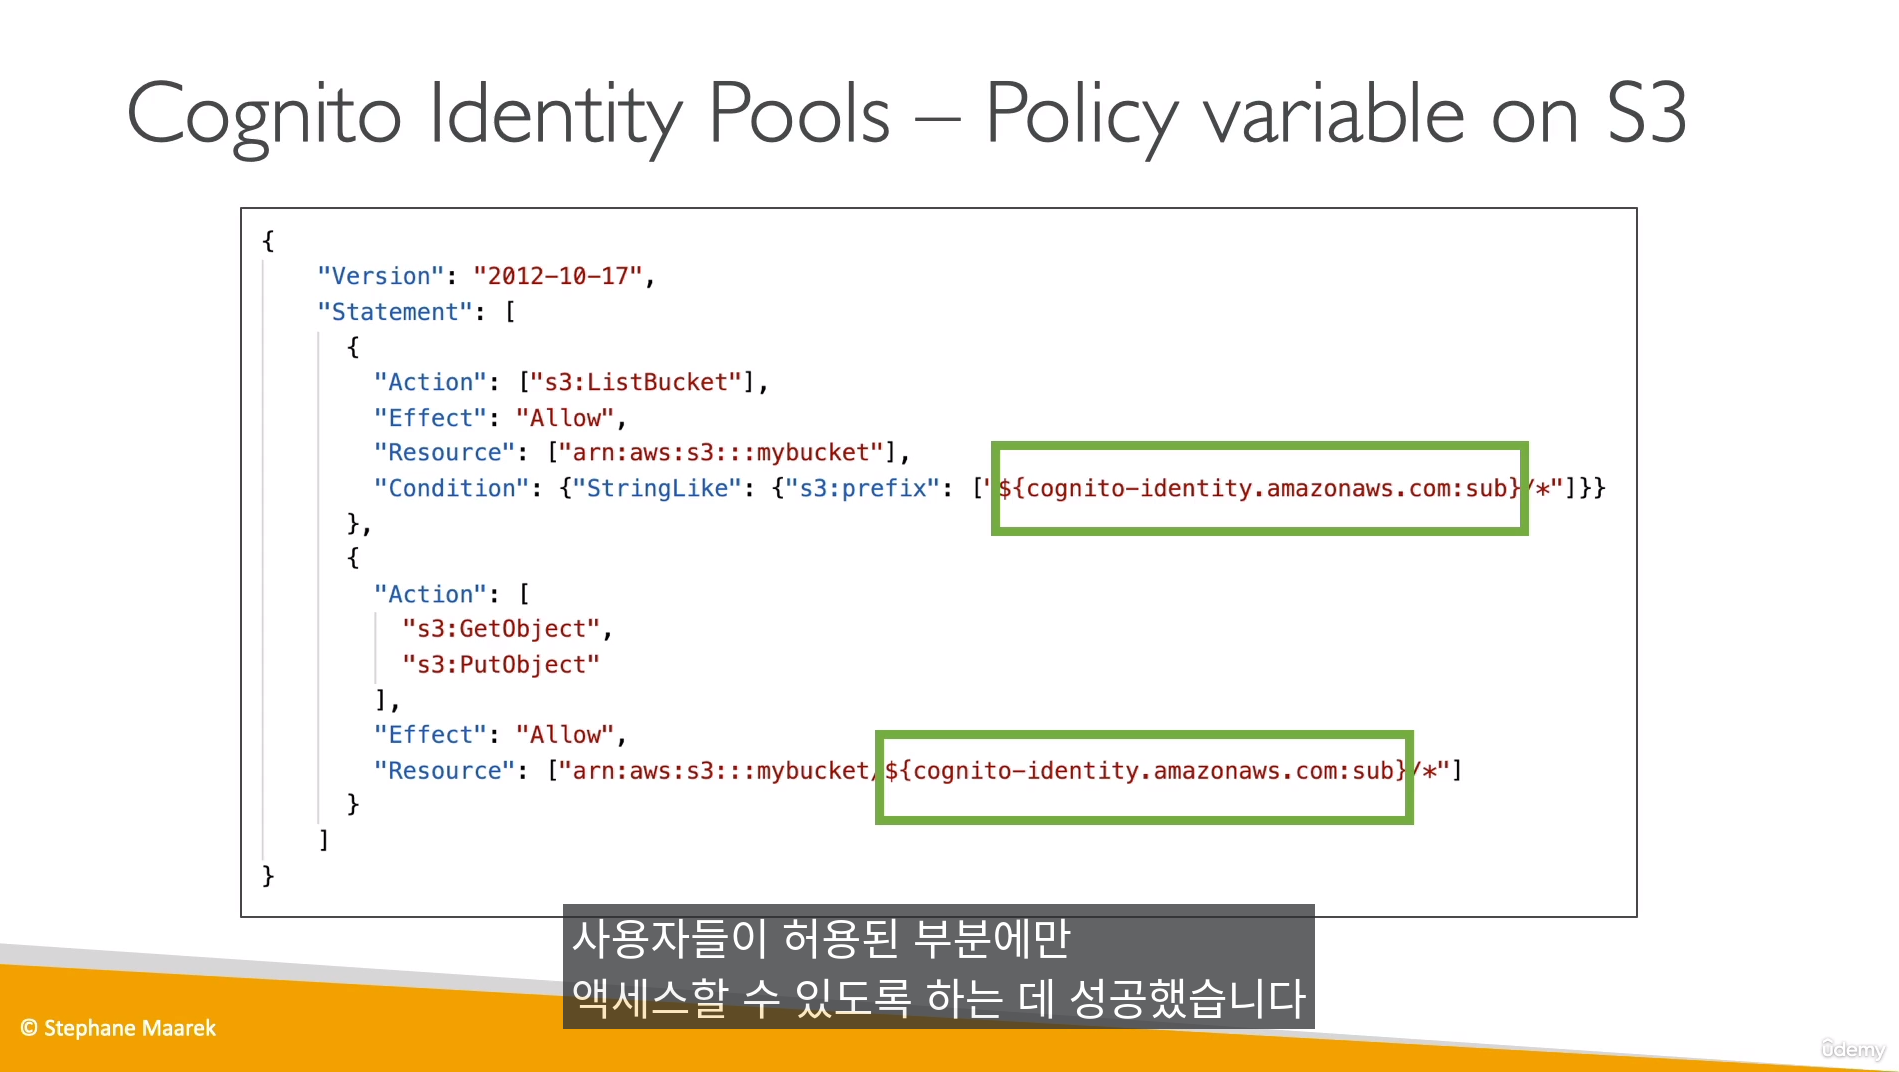 Cognito Identity Pools – Policy variable on S3
{
"Version": "2012-10-17",
"Statement": [
{
"Action": ["s3:ListBucket"],
"Effect": "Allow",
"Resource": ["arn:aws:s3:::mybucket"],
"Condition": {"StringLike": {"s3:prefix": ["${cognito-identity.amazonaws.com:sub}/*"]}}
},
{
"Action": [
"s3:GetObject",
"s3:PutObject"
],
"Effect": "Allow",
"Resource": ["arn:aws:s3:::mybucket/${cognito-identity.amazonaws.com:sub}/*"]
}
]
}
사용자들이 허용된 부분에만
액세스할 수 있도록 하는 데 성공했습니다
© Stephane Maarek
ûdemy